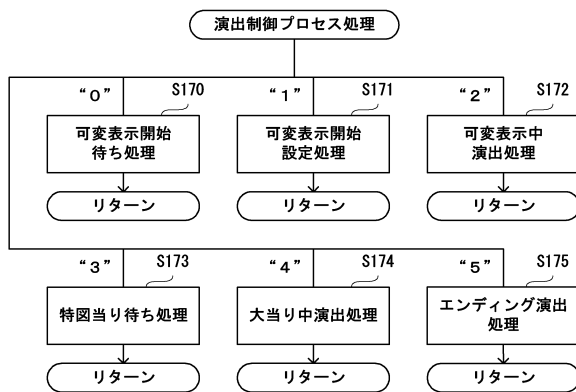 演出制御プロセス処理
“0” S170 “1” S171 “2” S172
可変表示開始 可変表示開始 可変表示中
待ち処理 設定処理 演出処理
リターン リターン リターン
“3” S173 “4” S174 “5” S175
特図当り待ち処理 大当り中演出処理 エンディング演出
処理
リターン リターン リターン